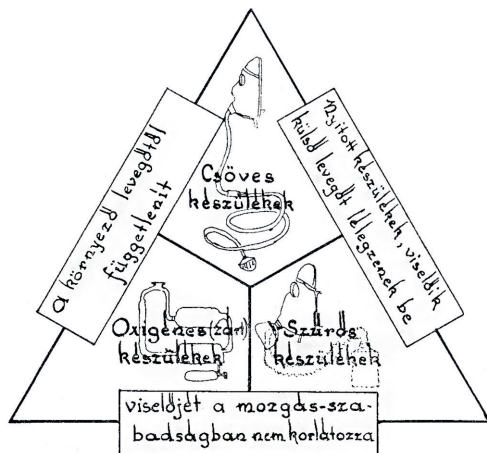 a környező levegőtől
függetlenít
Nyitott készülékek, viselőik
külső levegőt lélegzenek be
Csöves
készülékek
Oxigénes (zárt)
készülékek
Szűrős
készülékek
viselőjét a mozgás-sza-
badságban nem korlátozza